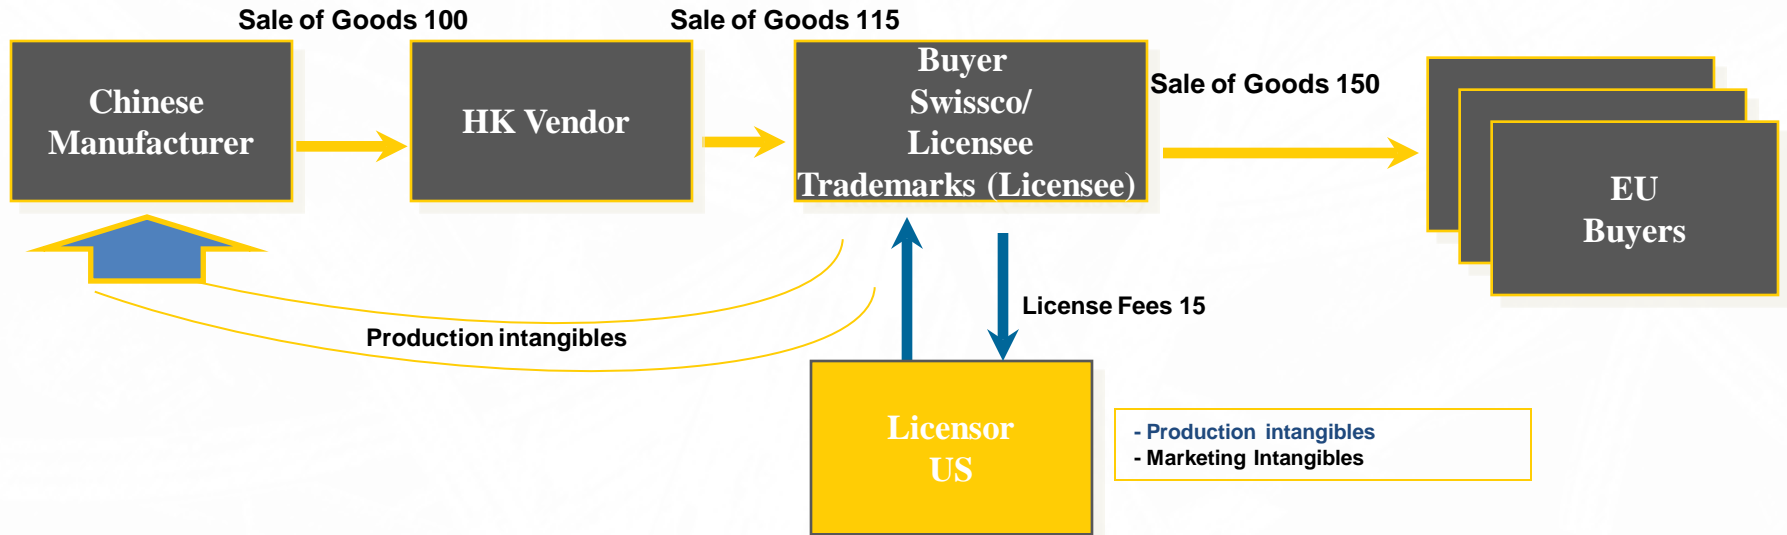 Sale of Goods 100
Sale of Goods 115
Chinese
Manufacturer
HK Vendor
Buyer
Swissco/
Licensee
Trademarks (Licensee)
Sale of Goods 150
EU
Buyers
Production intangibles
License Fees 15
Licensor
US
- Production intangibles
- Marketing Intangibles